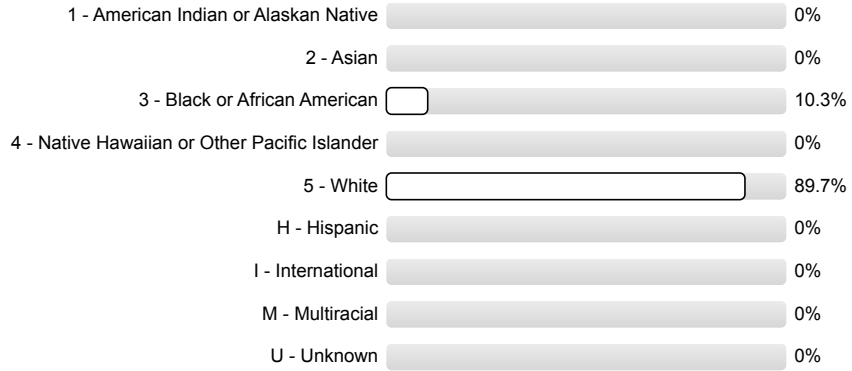 1 - American Indian or Alaskan Native 0%
2 - Asian 0%
3 - Black or African American 10.3%
4 - Native Hawaiian or Other Pacific Islander 0%
5 - White 89.7%
H - Hispanic 0%
I - International 0%
M - Multiracial 0%
U - Unknown 0%